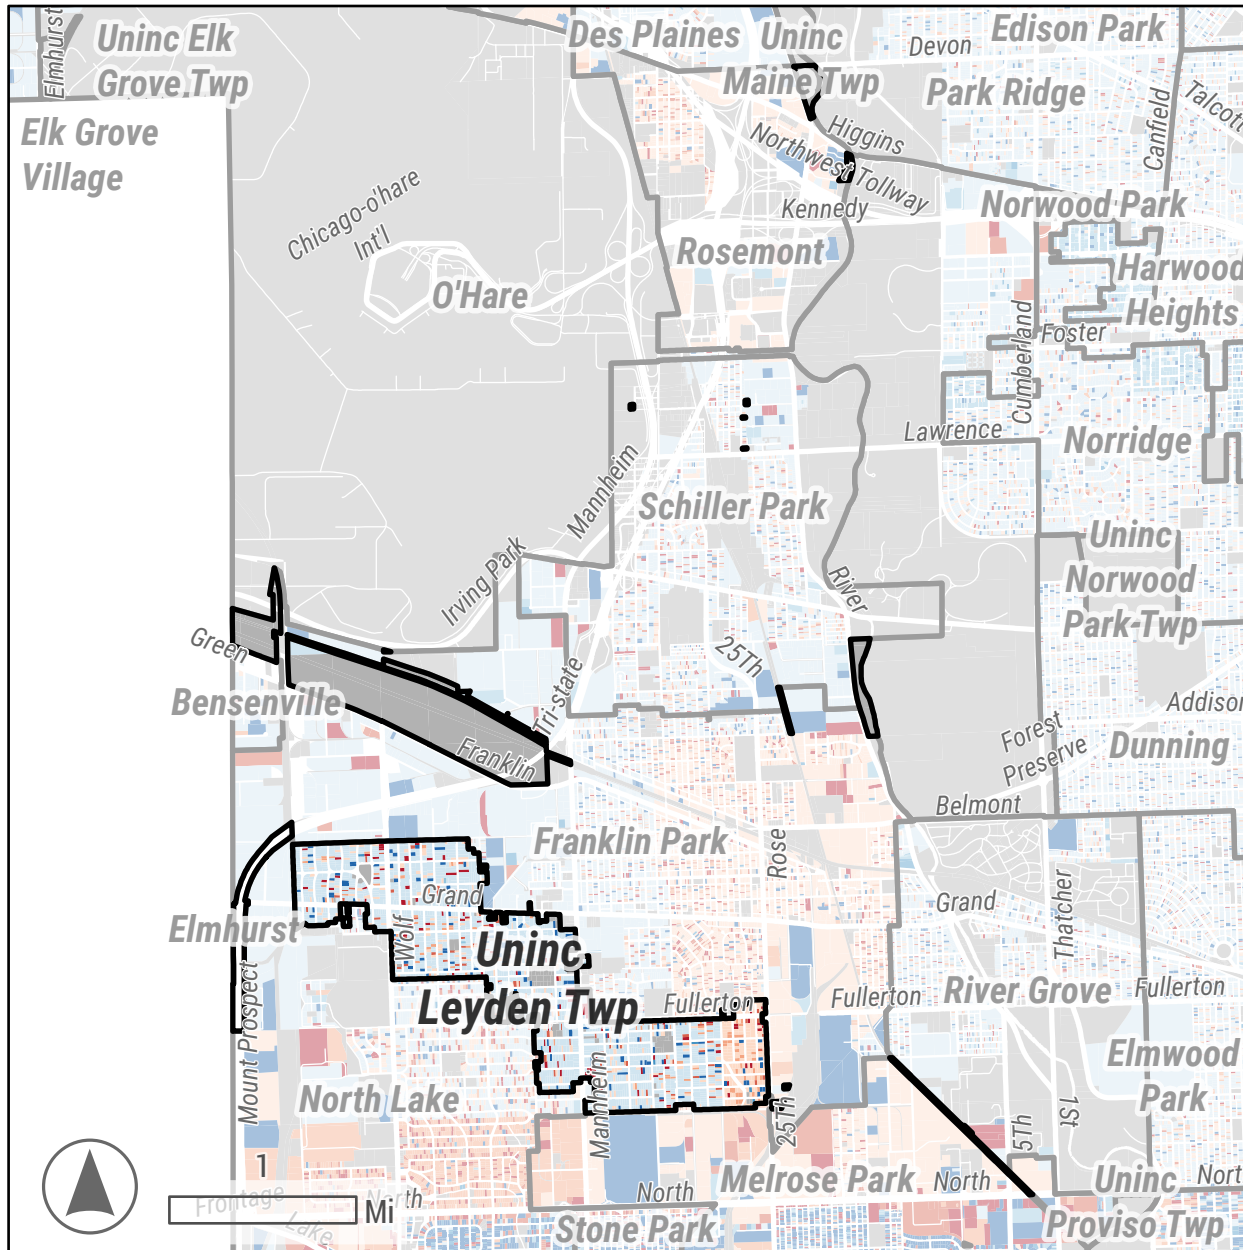 Elmhurst
Uninc Elk
Grove Twp
Des Plaines
Uninc
Maine Twp
Devon
Edison Park
Park Ridge
Canfield
Talcott
Elk Grove
Village
Higgins
Northwest Tollway
Kennedy
Chicago-o'hare
Int'l
O'Hare
Rosemont
Norwood Park
Harwood
Heights
Foster
Cumberland
Lawrence
Norridge
Mannheim
Schiller Park
Uninc
Norwood
Park Twp
Irving Park
River
Green
25Th
Bensenville
Tri-state
Franklin
Addison
Forest
Preserve
Dunning
Belmont
Franklin Park
Rose
Grand
Grand
Thatcher
Elmhurst
Wolf
Uninc
Leyden Twp
Fullerton
Fullerton
River Grove
Fullerton
Mount Prospect
North Lake
Mannheim
25Th
Elmwood
Park
5Th
1St
1
Mi
Frontage
North
Lake
North
Melrose Park
North
Uninc
Nort
Stone Park
Proviso Twp